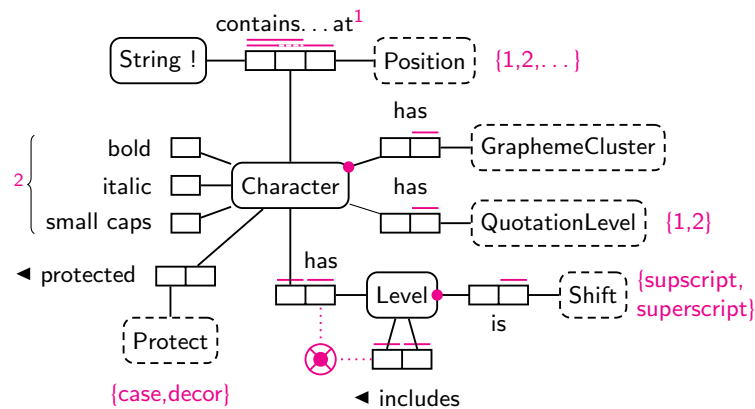 contains...at1
String !
Position
{1,2,...}
has
bold
GraphemeCluster
2
italic
Character
has
small caps
QuotationLevel
{1,2}
◄ protected
has
Level
Shift
{supscript,
superscript}
is
Protect
{case,decor}
◄ includes